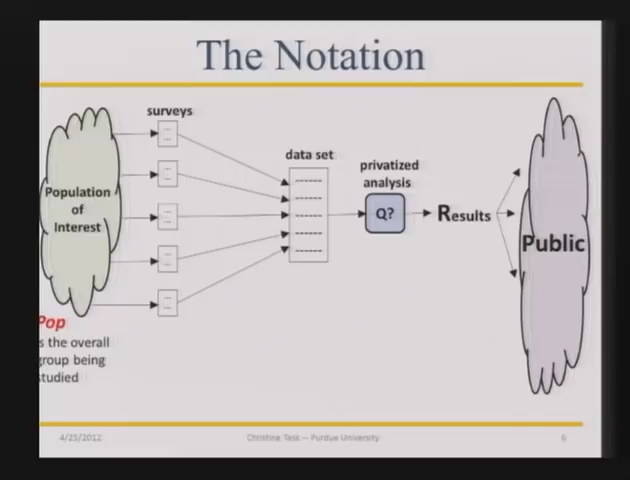 The Notation
surveys
data set
privatized
analysis
Population
of
Interest
Q?
Results
Public
Pop
s the overall
group being
studied
4/25/2012
Christine Task -- Purdue University
6